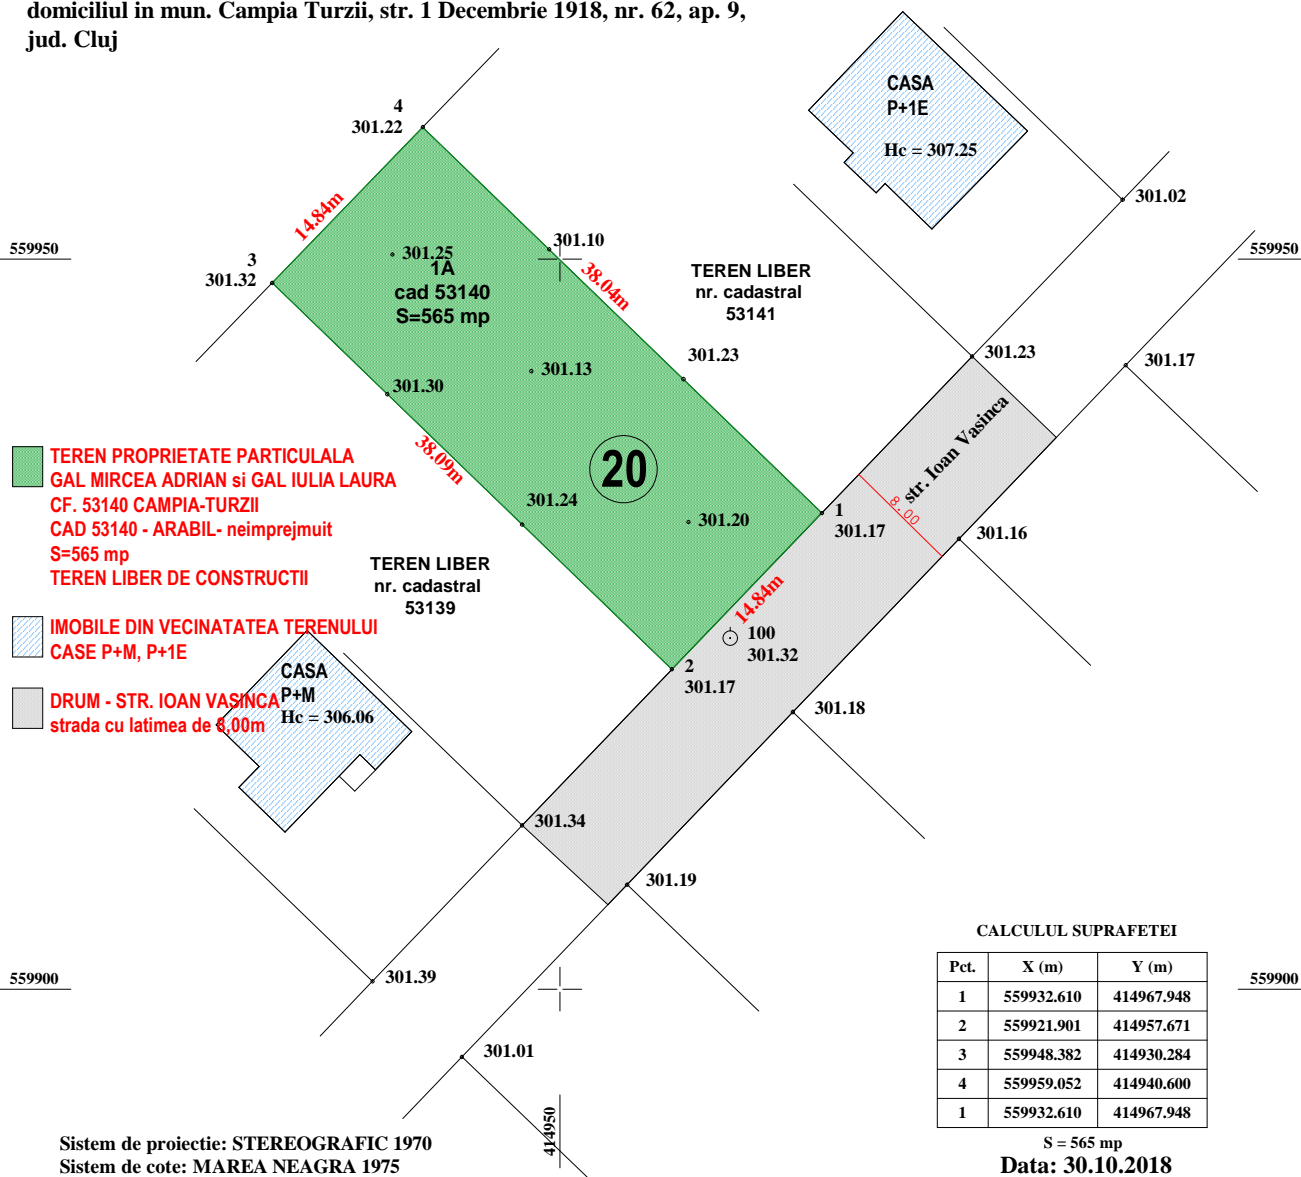 domiciliul in mun. Campia Turzii, str. 1 Decembrie 1918, nr. 62, ap. 9,
jud. Cluj
CASA
P+1E
Hc = 307.25
4
301.22
14.84m
301.02
559950
559950
3
301.32
301.25
1A
cad 53140
S=565 mp
301.10
38.04m
TEREN LIBER
nr. cadastral
53141
301.23
301.23
301.17
301.13
301.30
str. Ioan Vasinca
38.09m
20
8.00
301.24
301.20
1
301.17
301.16
TEREN PROPRIETATE PARTICULALA
GAL MIRCEA ADRIAN si GAL IULIA LAURA
CF. 53140 CAMPIA-TURZII
CAD 53140 - ARABIL- neimprejmuit
S=565 mp
TEREN LIBER DE CONSTRUCTII
TEREN LIBER
nr. cadastral
53139
14.84m
100
301.32
2
301.17
IMOBILE DIN VECINATATEA TERENULUI
CASE P+M, P+1E
CASA
P+M
Hc = 306.06
DRUM - STR. IOAN VASINCA
strada cu latimea de 8,00m
301.18
301.34
301.19
301.39
559900
559900
301.01
414950
CALCULUL SUPRAFETEI
Pct. X (m) Y (m)
1 559932.610 414967.948
2 559921.901 414957.671
3 559948.382 414930.284
4 559959.052 414940.600
1 559932.610 414967.948
S = 565 mp
Data: 30.10.2018
Sistem de proiectie: STEREOGRAFIC 1970
Sistem de cote: MAREA NEAGRA 1975